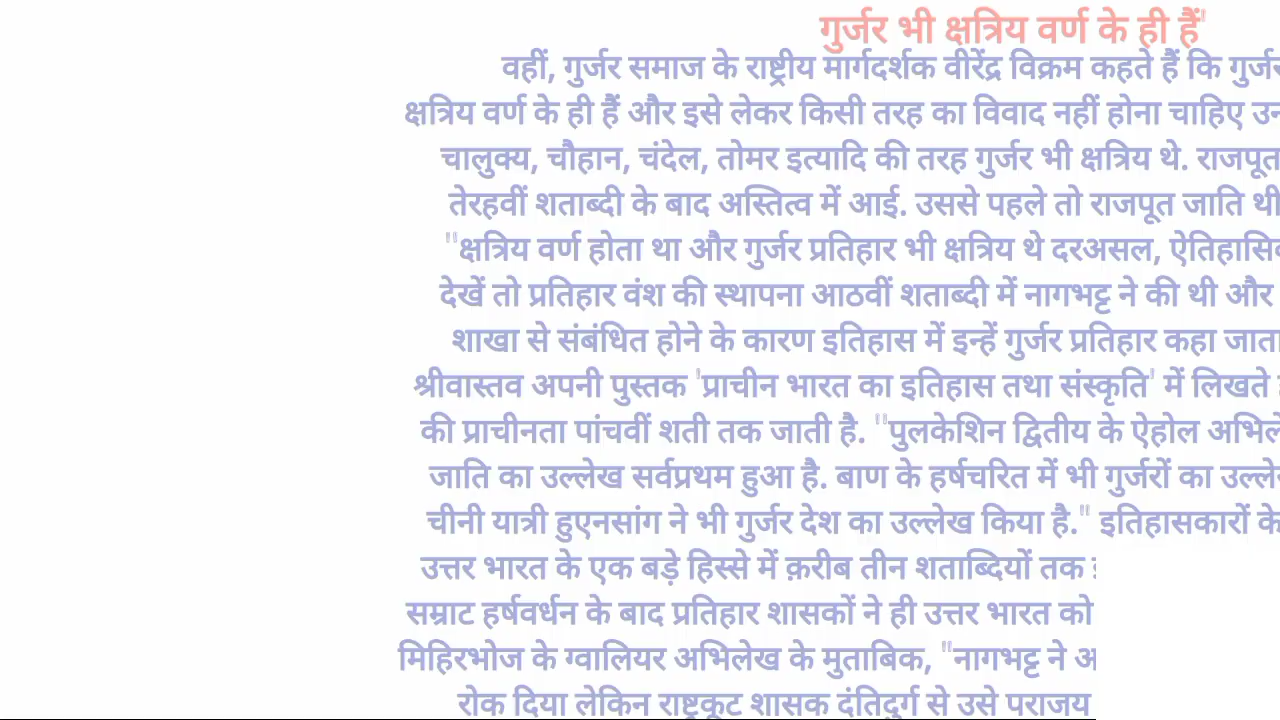 गुर्जर भी क्षत्रिय वर्ण के ही हैं'
वहीं, गुर्जर समाज के राष्ट्रीय मार्गदर्शक वीरेंद्र विक्रम कहते हैं कि गुर्जर
क्षत्रिय वर्ण के ही हैं और इसे लेकर किसी तरह का विवाद नहीं होना चाहिए
चालुक्य, चौहान, चंदेल, तोमर इत्यादि की तरह गुर्जर भी क्षत्रिय थे. राजपूत
तेरहवीं शताब्दी के बाद अस्तित्व में आई. उससे पहले तो राजपूत जाति थी
"क्षत्रिय वर्ण होता था और गुर्जर प्रतिहार भी क्षत्रिय थे दरअसल,
देखें तो प्रतिहार वंश की स्थापना आठवीं शताब्दी में नागभट्ट ने की थी और
शाखा से संबंधित होने के कारण इतिहास में इन्हें गुर्जर प्रतिहार कहा जाता
श्रीवास्तव अपनी पुस्तक 'प्राचीन भारत का इतिहास तथा संस्कृति' में लिखते
की प्राचीनता पांचवीं शती तक जाती है. "पुलकेशिन द्वितीय के ऐहोल
जाति का उल्लेख सर्वप्रथम हुआ है. बाण के हर्षचरित में भी गुर्जरों का
चीनी यात्री हुएनसांग ने भी गुर्जर देश का उल्लेख किया है." इतिहासकारों के
उत्तर भारत के एक बड़े हिस्से में क़रीब तीन शताब्दियों तक
सम्राट हर्षवर्धन के बाद प्रतिहार शासकों ने ही उत्तर भारत को
मिहिरभोज के ग्वालियर अभिलेख के मुताबिक, "नागभट्ट ने
रोक दिया लेकिन राष्ट्रकूट शासक दंतिदुर्ग से उसे पराजय